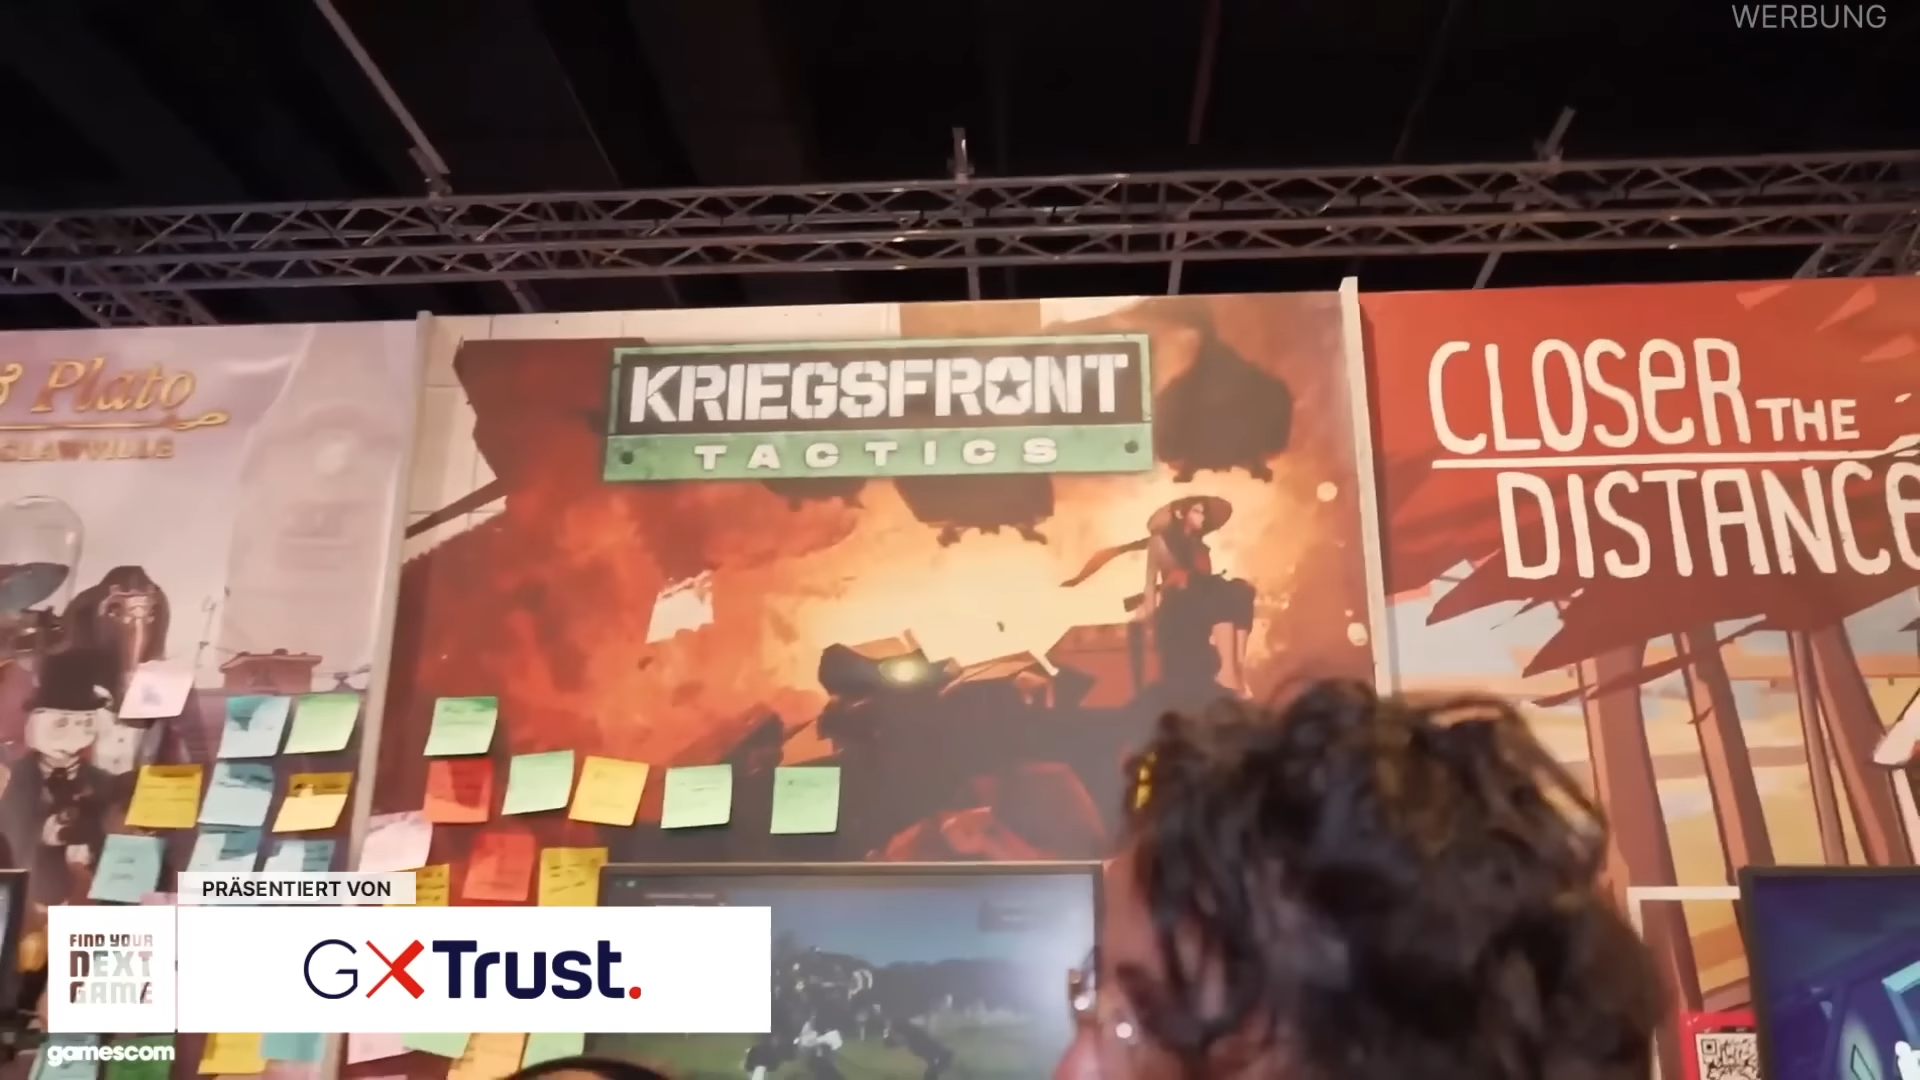 WERBUNG
& Plato
KRIEGSFRONT
TACTICS
CLOSER THE
DISTANCE
PRÄSENTIERT VON
FIND YOUR
NEXT
GAME
GXTrust.
gamescom